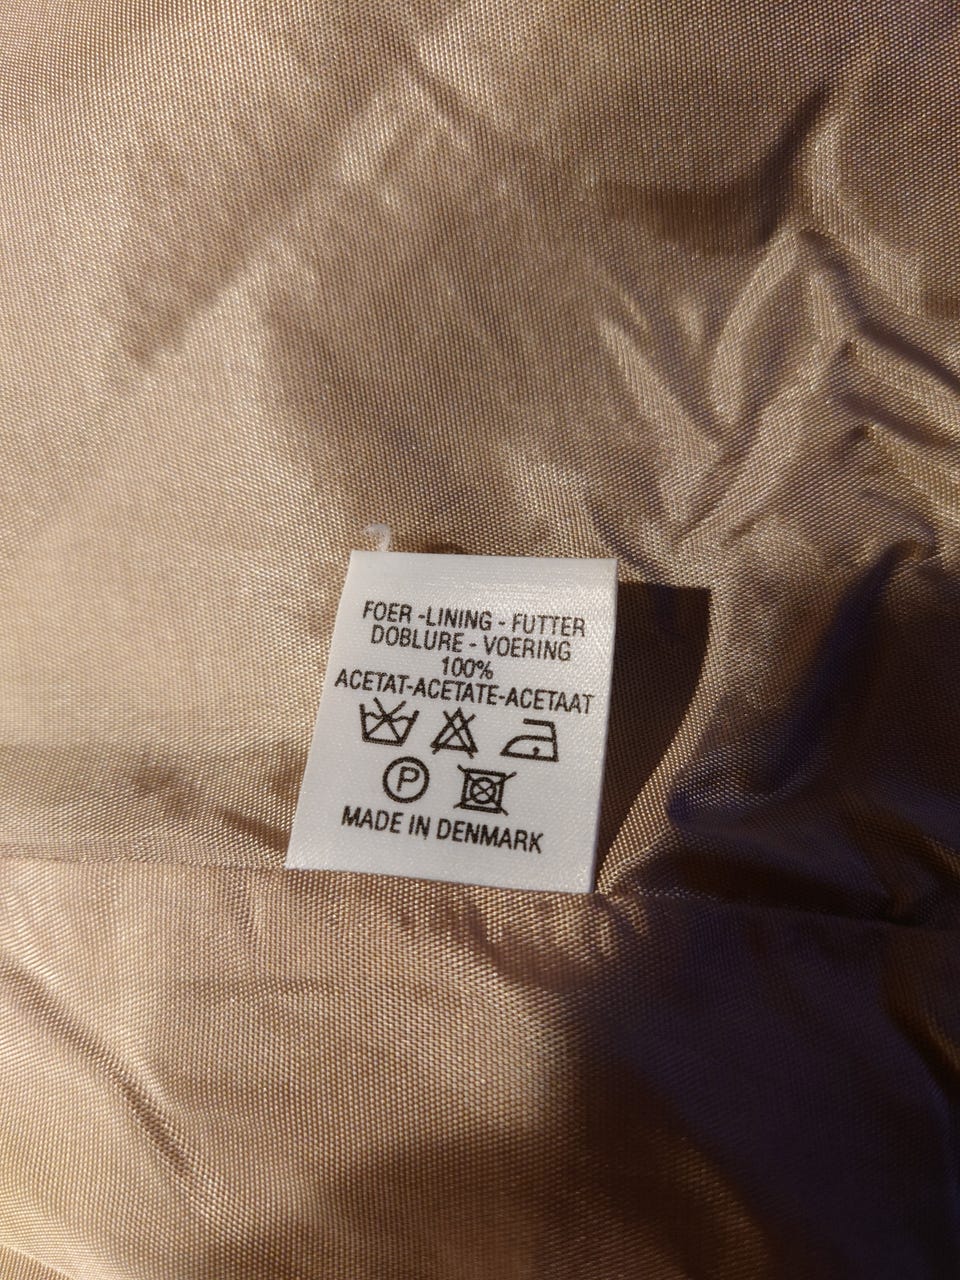 FOER -LINING - FUTTER
DOBLURE - VOERING
100%
ACETAT-ACETATE-ACETAAT
P
MADE IN DENMARK